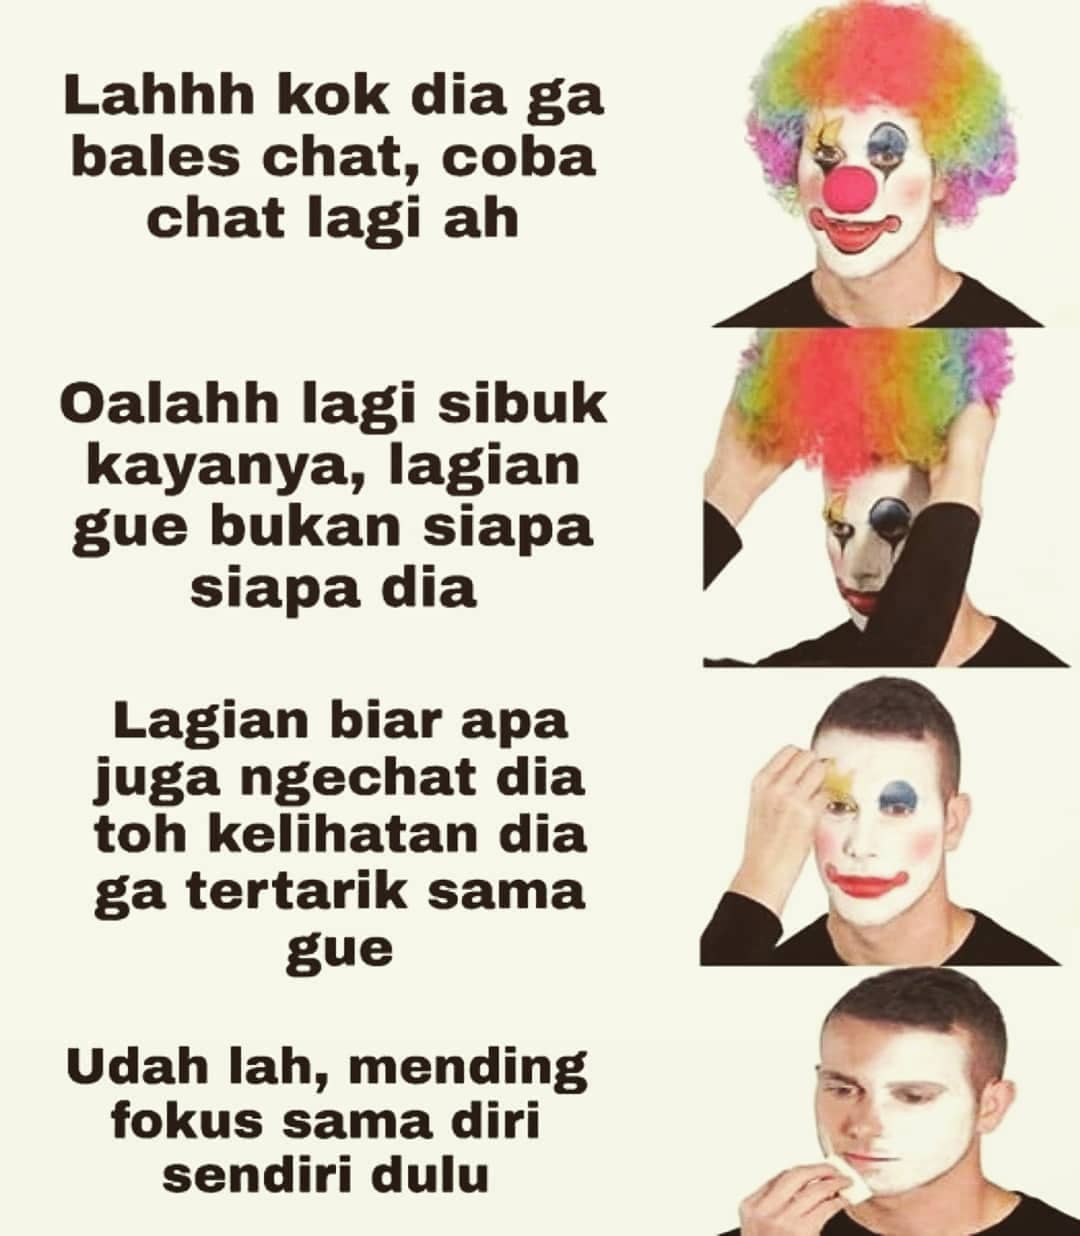 Lahhh kok dia ga
bales chat, coba
chat lagi ah
Oalahh lagi sibuk
kayanya, lagian
gue bukan siapa
siapa dia
Lagian biar apa
juga ngechat dia
toh kelihatan dia
ga tertarik sama
gue
Udah lah, mending
fokus sama diri
sendiri dulu